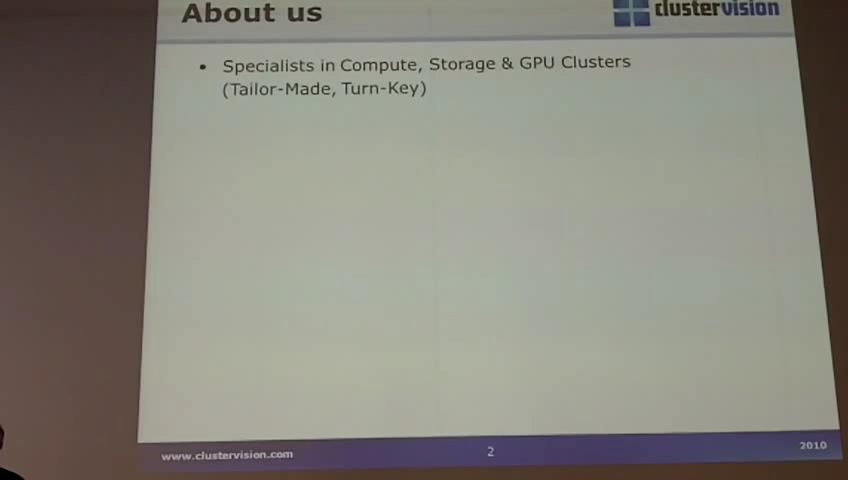 About us
clustervision
• Specialists in Compute, Storage & GPU Clusters
(Tailor-Made, Turn-Key)
www.clustervision.com
2
2010